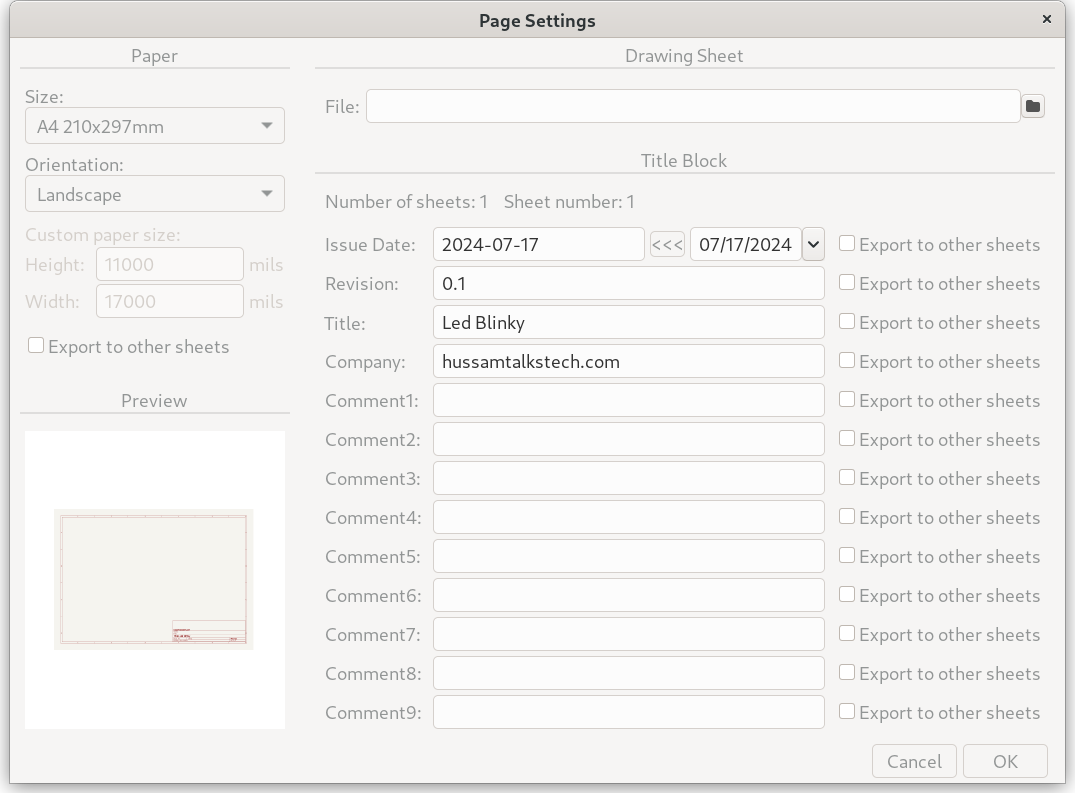 Page Settings ×
Paper
Size:
A4 210x297mm
Orientation:
Landscape
Custom paper size:
Height: 11000 mils
Width: 17000 mils
Export to other sheets
Preview
Drawing Sheet
File:
Title Block
Number of sheets: 1 Sheet number: 1
Issue Date: 2024-07-17 <<< 07/17/2024 Export to other sheets
Revision: 0.1 Export to other sheets
Title: Led Blinky Export to other sheets
Company: hussamtalkstech.com Export to other sheets
Comment1: Export to other sheets
Comment2: Export to other sheets
Comment3: Export to other sheets
Comment4: Export to other sheets
Comment5: Export to other sheets
Comment6: Export to other sheets
Comment7: Export to other sheets
Comment8: Export to other sheets
Comment9: Export to other sheets
Cancel OK